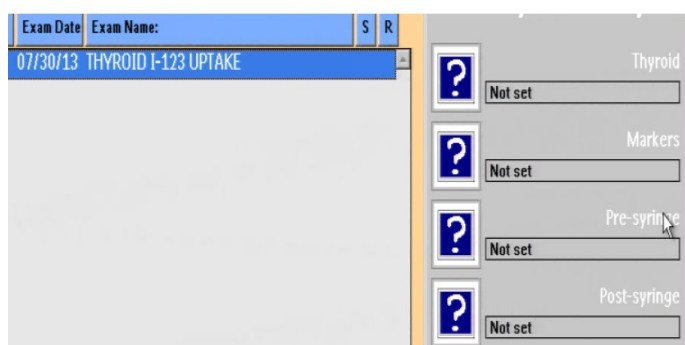 Exam Date Exam Name: S R
07/30/13 THYROID I-123 UPTAKE
? Thyroid
Not set
? Markers
Not set
? Pre-syringe
Not set
? Post-syringe
Not set